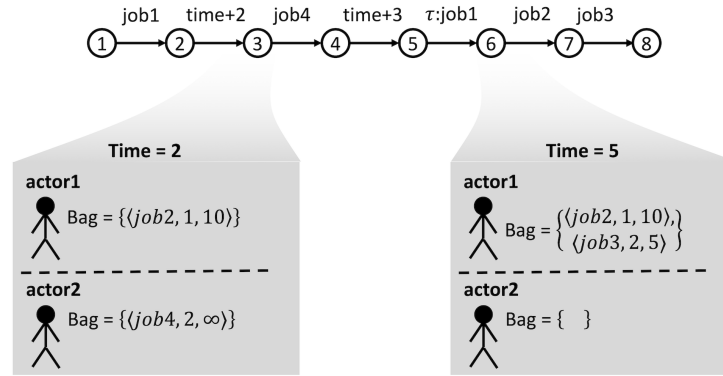 job1 time+2 job4 time+3 τ:job1 job2 job3
1 2 3 4 5 6 7 8
Time = 2
actor1
Bag = {⟨job2, 1, 10⟩}
actor2
Bag = {⟨job4, 2, ∞⟩}
Time = 5
actor1
Bag = {⟨job2, 1, 10⟩,
⟨job3, 2, 5⟩}
actor2
Bag = { }